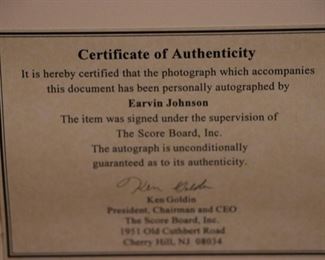 Certificate of Authenticity
It is hereby certified that the photograph which accompanies
this document has been personally autographed by
Earvin Johnson
The item was signed under the supervision of
The Score Board, Inc.
The autograph is unconditionally
guaranteed as to its authenticity.
Ken Goldin
Ken Goldin
President, Chairman and CEO
The Score Board, Inc.
1951 Old Cuthbert Road
Cherry Hill, NJ 08034